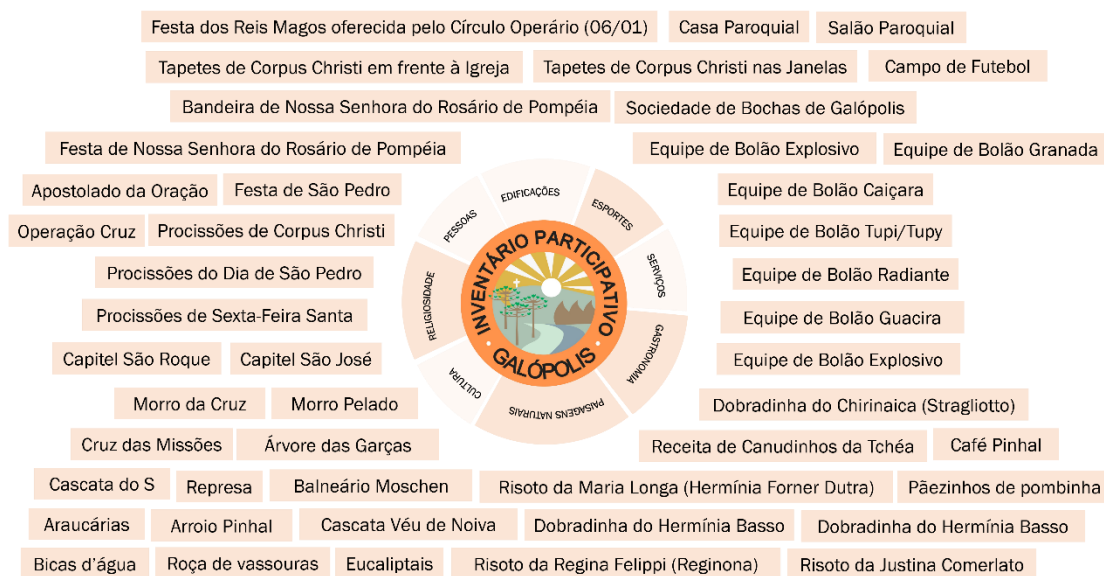 Festa dos Reis Magos oferecida pelo Círculo Operário (06/01)
Casa Paroquial
Salão Paroquial
Tapetes de Corpus Christi em frente à Igreja
Tapetes de Corpus Christi nas Janelas
Campo de Futebol
Bandeira de Nossa Senhora do Rosário de Pompéia
Sociedade de Bochas de Galópolis
Festa de Nossa Senhora do Rosário de Pompéia
Equipe de Bolão Explosivo
Equipe de Bolão Granada
Apostolado da Oração
Festa de São Pedro
Equipe de Bolão Caiçara
Operação Cruz
Procissões de Corpus Christi
Equipe de Bolão Tupi/Tupy
Procissões do Dia de São Pedro
Equipe de Bolão Radiante
Procissões de Sexta-Feira Santa
Equipe de Bolão Guacira
Capitel São Roque
Capitel São José
Equipe de Bolão Explosivo
EDIFICAÇÕES
ESPORTES
SERVIÇOS
GASTRONOMIA
PAISAGENS NATURAIS
CULTURA
RELIGIOSIDADE
PESSOAS
INVENTÁRIO PARTICIPATIVO
· GALÓPOLIS ·
Morro da Cruz
Morro Pelado
Dobradinha do Chirinaica (Stragliotto)
Cruz das Missões
Árvore das Garças
Receita de Canudinhos da Tchéa
Café Pinhal
Cascata do S
Represa
Balneário Moschen
Risoto da Maria Longa (Hermínia Forner Dutra)
Pãezinhos de pombinha
Araucárias
Arroio Pinhal
Cascata Véu de Noiva
Dobradinha do Hermínia Basso
Dobradinha do Hermínia Basso
Bicas d'água
Roça de vassouras
Eucaliptais
Risoto da Regina Felippi (Reginona)
Risoto da Justina Comerlato